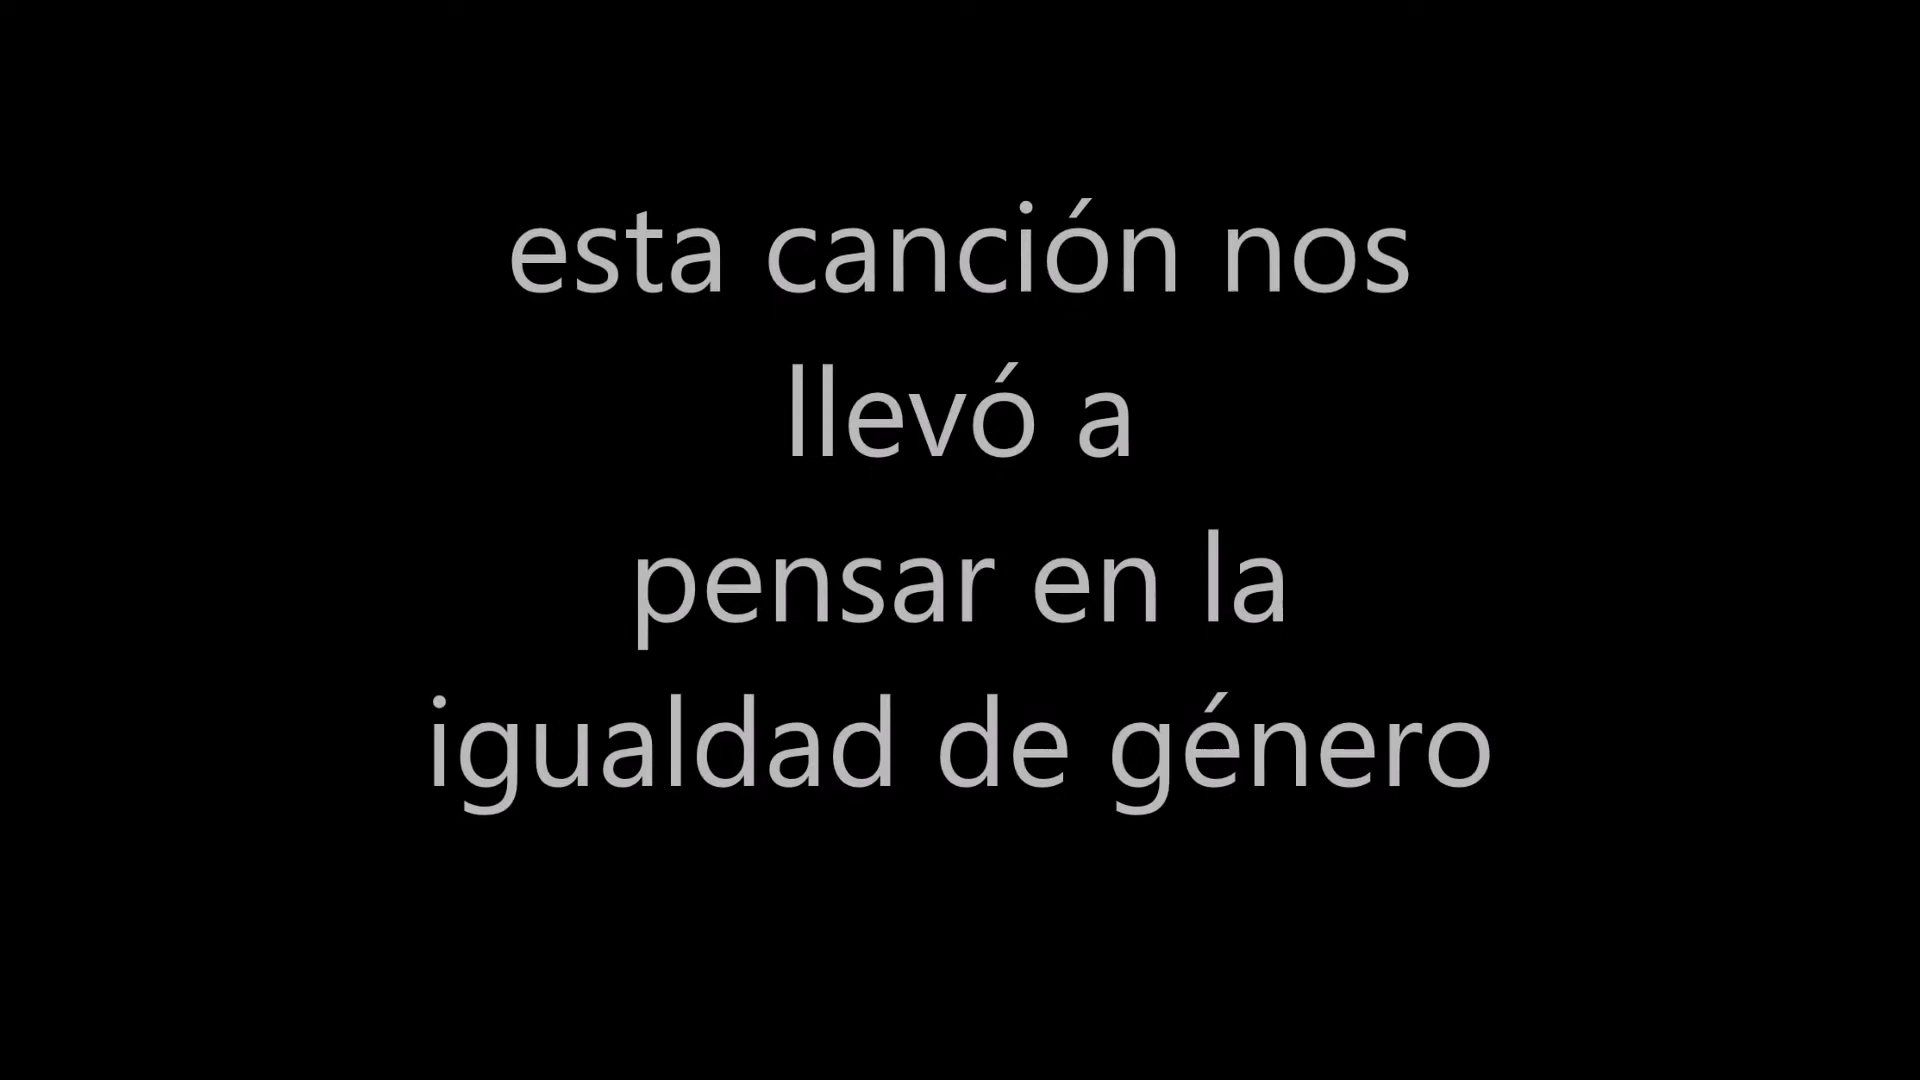 esta canción nos
llevó a
pensar en la
igualdad de género